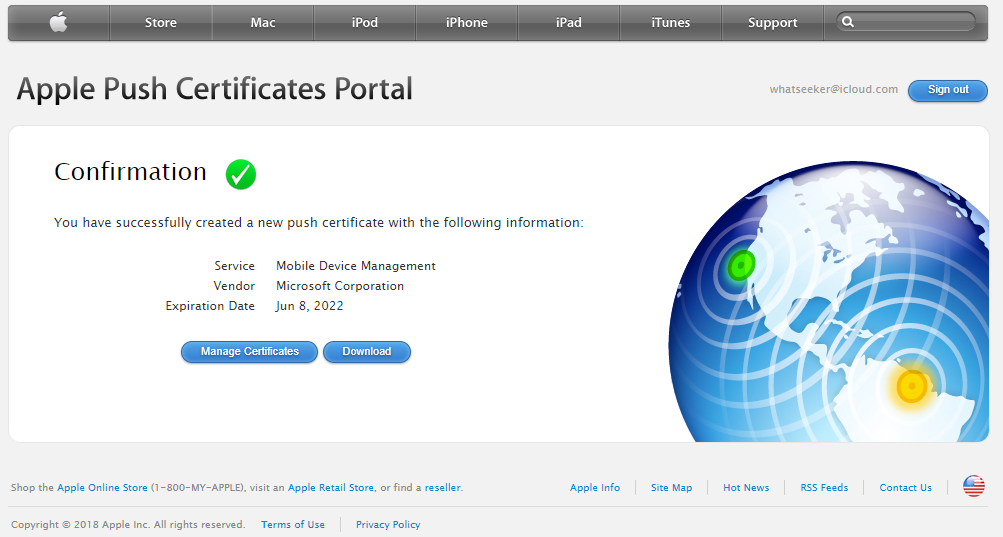 Store Mac iPod iPhone iPad iTunes Support
Apple Push Certificates Portal
whatseeker@icloud.com Sign out
Confirmation
You have successfully created a new push certificate with the following information:
Service Mobile Device Management
Vendor Microsoft Corporation
Expiration Date Jun 8, 2022
Manage Certificates Download
Shop the Apple Online Store (1-800-MY-APPLE), visit an Apple Retail Store, or find a reseller. Apple Info Site Map Hot News RSS Feeds Contact Us
Copyright © 2018 Apple Inc. All rights reserved. Terms of Use Privacy Policy